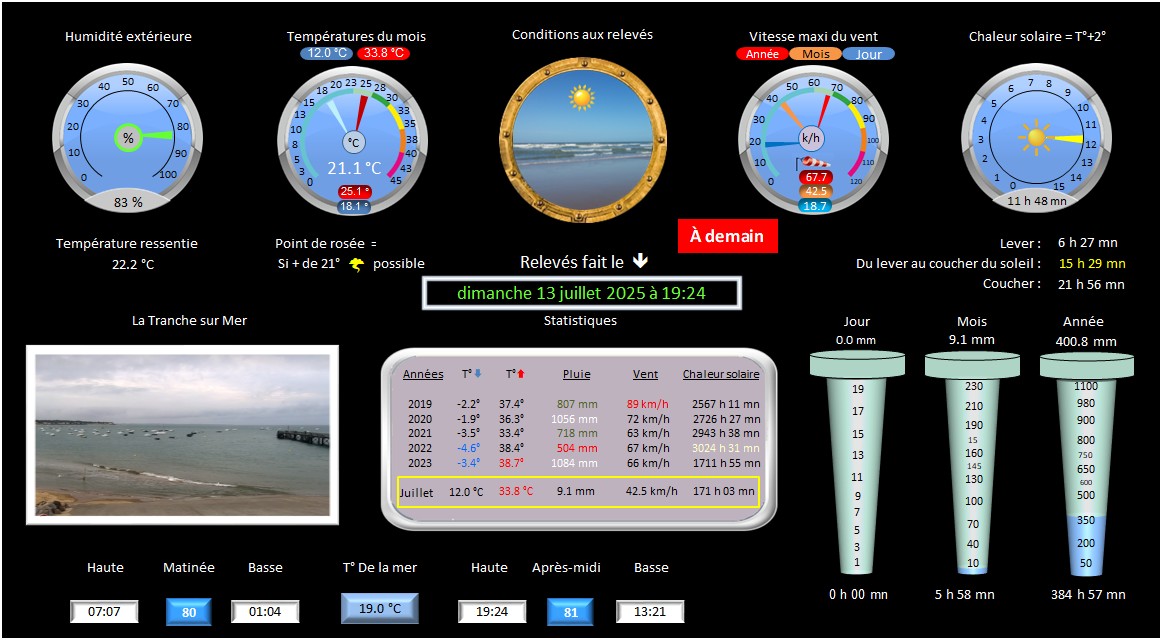 Humidité extérieure
Températures du mois
Conditions aux relevés
Vitesse maxi du vent
Chaleur solaire = T°+2°
12.0 °C 33.8 °C
Année Mois Jour
0 10 20 30 40 50 60 70 80 90 100
%
83 %
0 3 5 8 10 13 15 18 20 23 25 28 30 33 35 38 40 43 45
°C
21.1 °C
25.1 °
18.1 °
0 10 20 30 40 50 60 70 80 90 100 110 120
k/h
67.7
42.5
18.7
0 1 2 3 4 5 6 7 8 9 10 11 12 13 14 15
11 h 48 mn
À demain
Température ressentie
22.2 °C
Point de rosée =
Si + de 21° possible
Relevés fait le
Lever : 6 h 27 mn
Du lever au coucher du soleil : 15 h 29 mn
Coucher : 21 h 56 mn
dimanche 13 juillet 2025 à 19:24
La Tranche sur Mer
Statistiques
Années T° T° Pluie Vent Chaleur solaire
2019 -2.2° 37.4° 807 mm 89 km/h 2567 h 11 mn
2020 -1.9° 36.3° 1056 mm 72 km/h 2726 h 27 mn
2021 -3.5° 33.4° 718 mm 63 km/h 2943 h 38 mn
2022 -4.6° 38.4° 504 mm 67 km/h 3024 h 31 mn
2023 -3.4° 38.7° 1084 mm 66 km/h 1711 h 55 mn
Juillet 12.0 °C 33.8 °C 9.1 mm 42.5 km/h 171 h 03 mn
Jour
0.0 mm
19
17
15
13
11
9
7
5
3
1
0 h 00 mn
Mois
9.1 mm
230
210
190
15
160
145
130
100
70
40
10
5 h 58 mn
Année
400.8 mm
1100
980
900
800
750
650
600
500
350
200
50
384 h 57 mn
Haute Matinée Basse T° De la mer Haute Après-midi Basse
07:07 80 01:04 19.0 °C 19:24 81 13:21